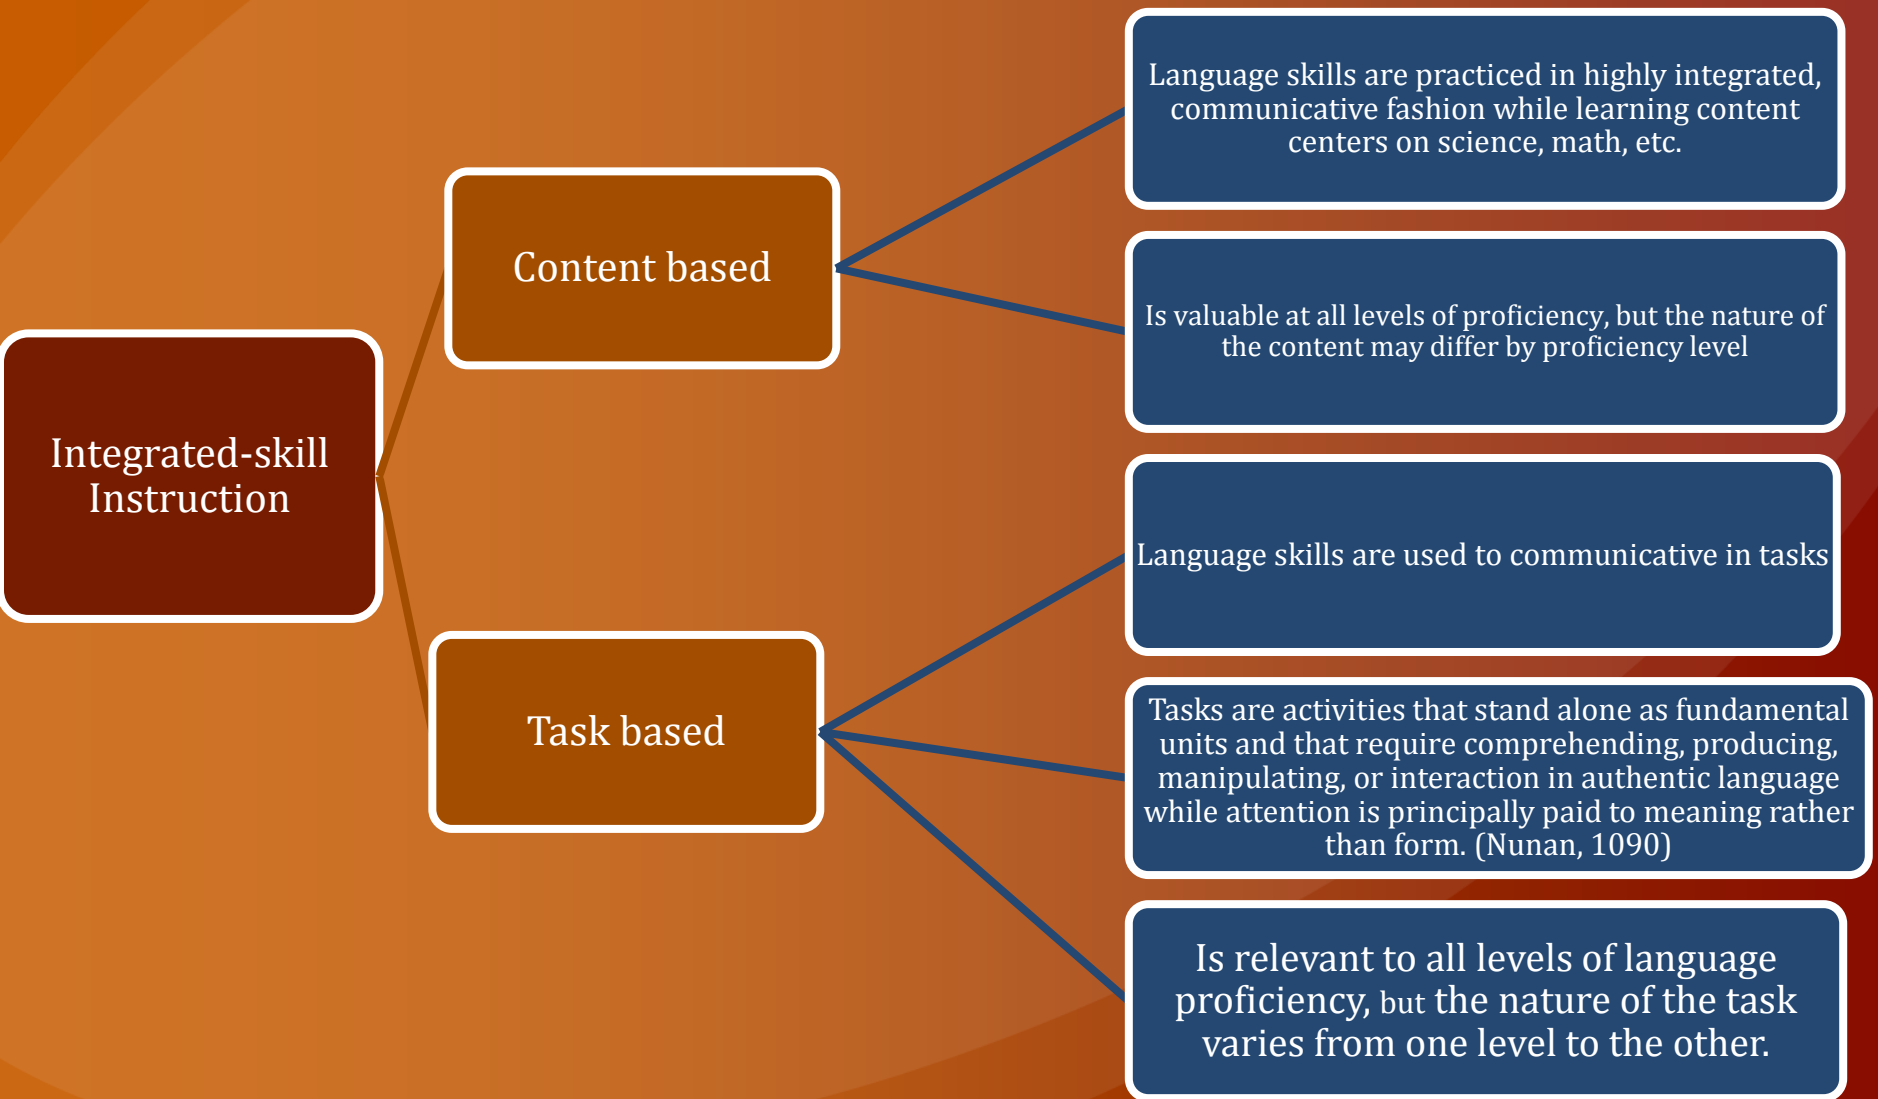 Integrated-skill
Instruction
Content based
Language skills are practiced in highly integrated,
communicative fashion while learning content
centers on science, math, etc.
Is valuable at all levels of proficiency, but the nature of
the content may differ by proficiency level
Task based
Language skills are used to communicative in tasks
Tasks are activities that stand alone as fundamental
units and that require comprehending, producing,
manipulating, or interaction in authentic language
while attention is principally paid to meaning rather
than form. (Nunan, 1090)
Is relevant to all levels of language
proficiency, but the nature of the task
varies from one level to the other.